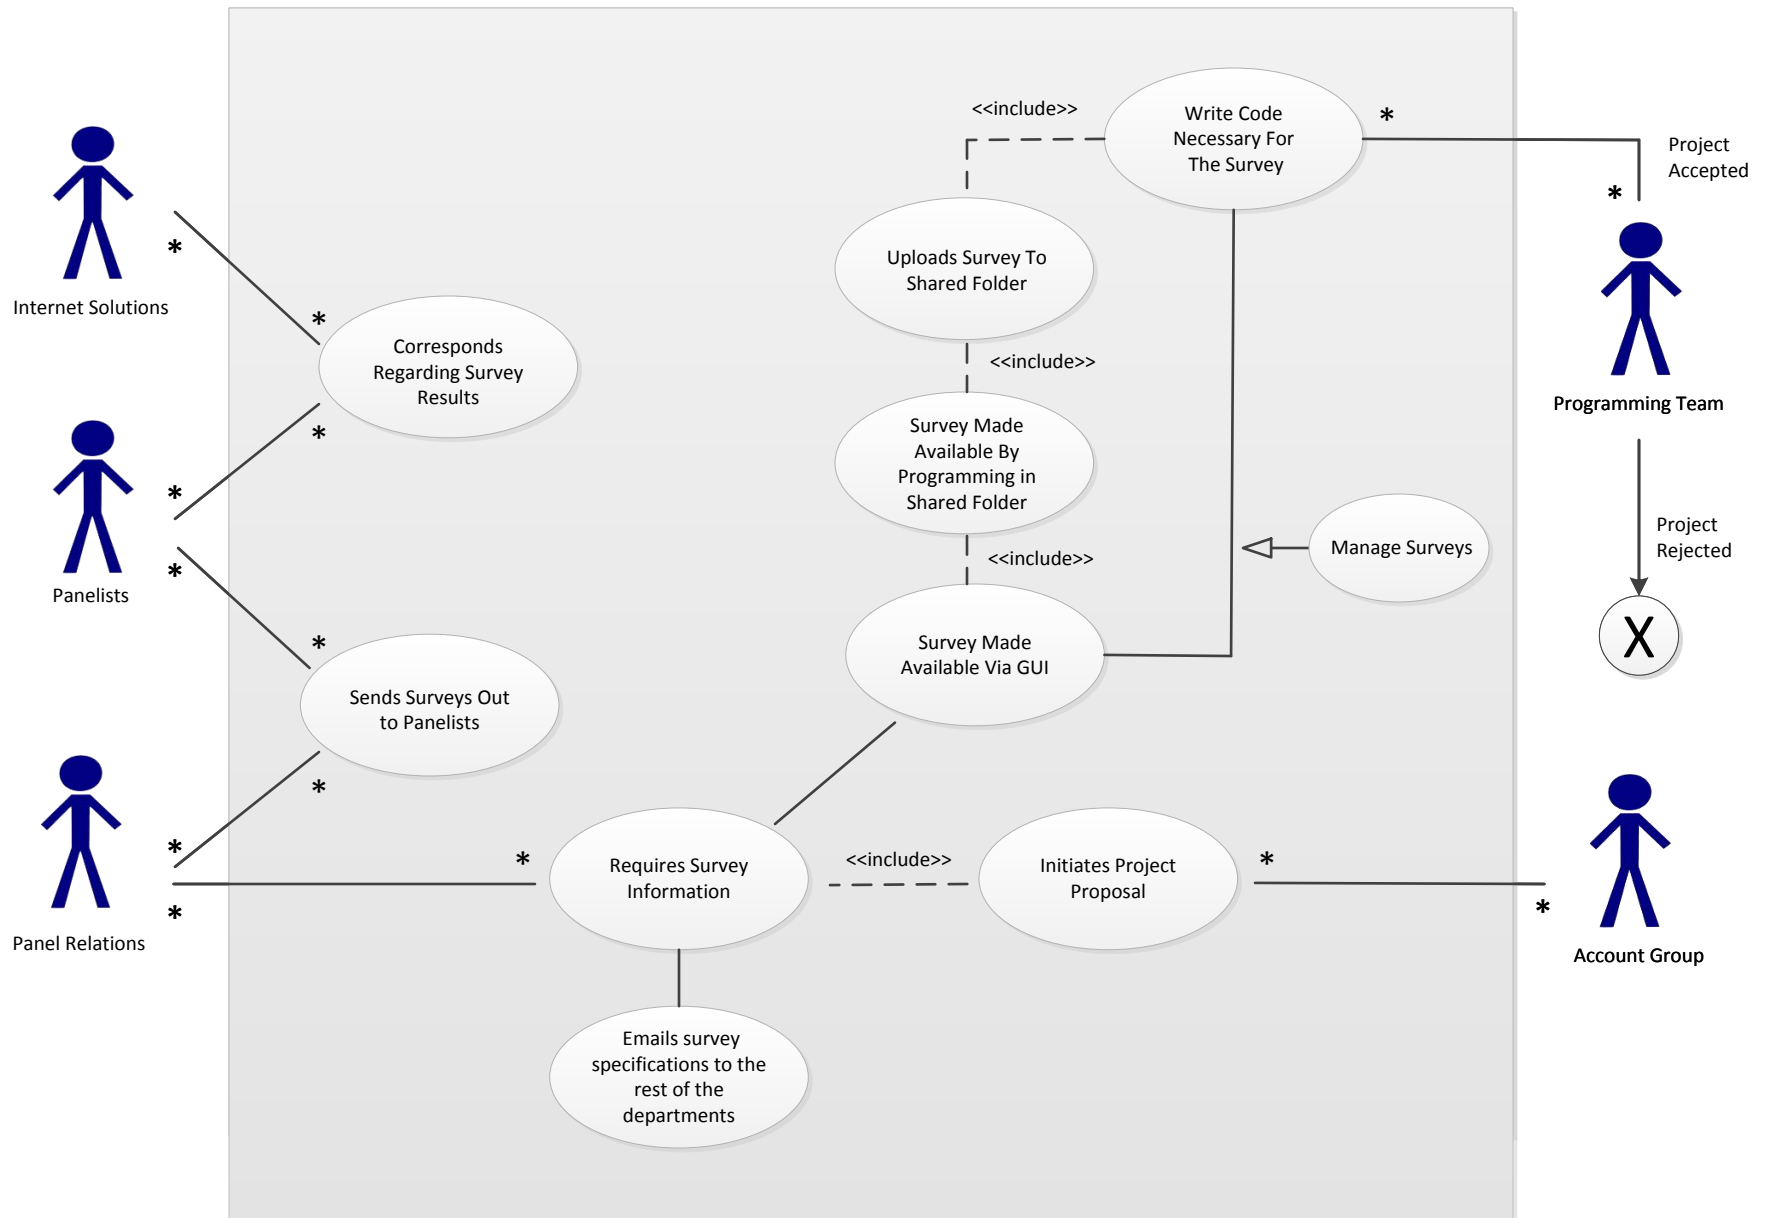 <<include>>
Write Code
Necessary For
The Survey
*
Project
Accepted
*
Uploads Survey To
Shared Folder
*
Internet Solutions
*
Corresponds
Regarding Survey
Results
<<include>>
Programming Team
*
*
Survey Made
Available By
Programming in
Shared Folder
Project
Rejected
Manage Surveys
<<include>>
*
Panelists
X
*
Survey Made
Available Via GUI
Sends Surveys Out
to Panelists
*
*
*
Requires Survey
Information
<<include>>
Initiates Project
Proposal
*
*
*
Panel Relations
Account Group
Emails survey
specifications to the
rest of the
departments